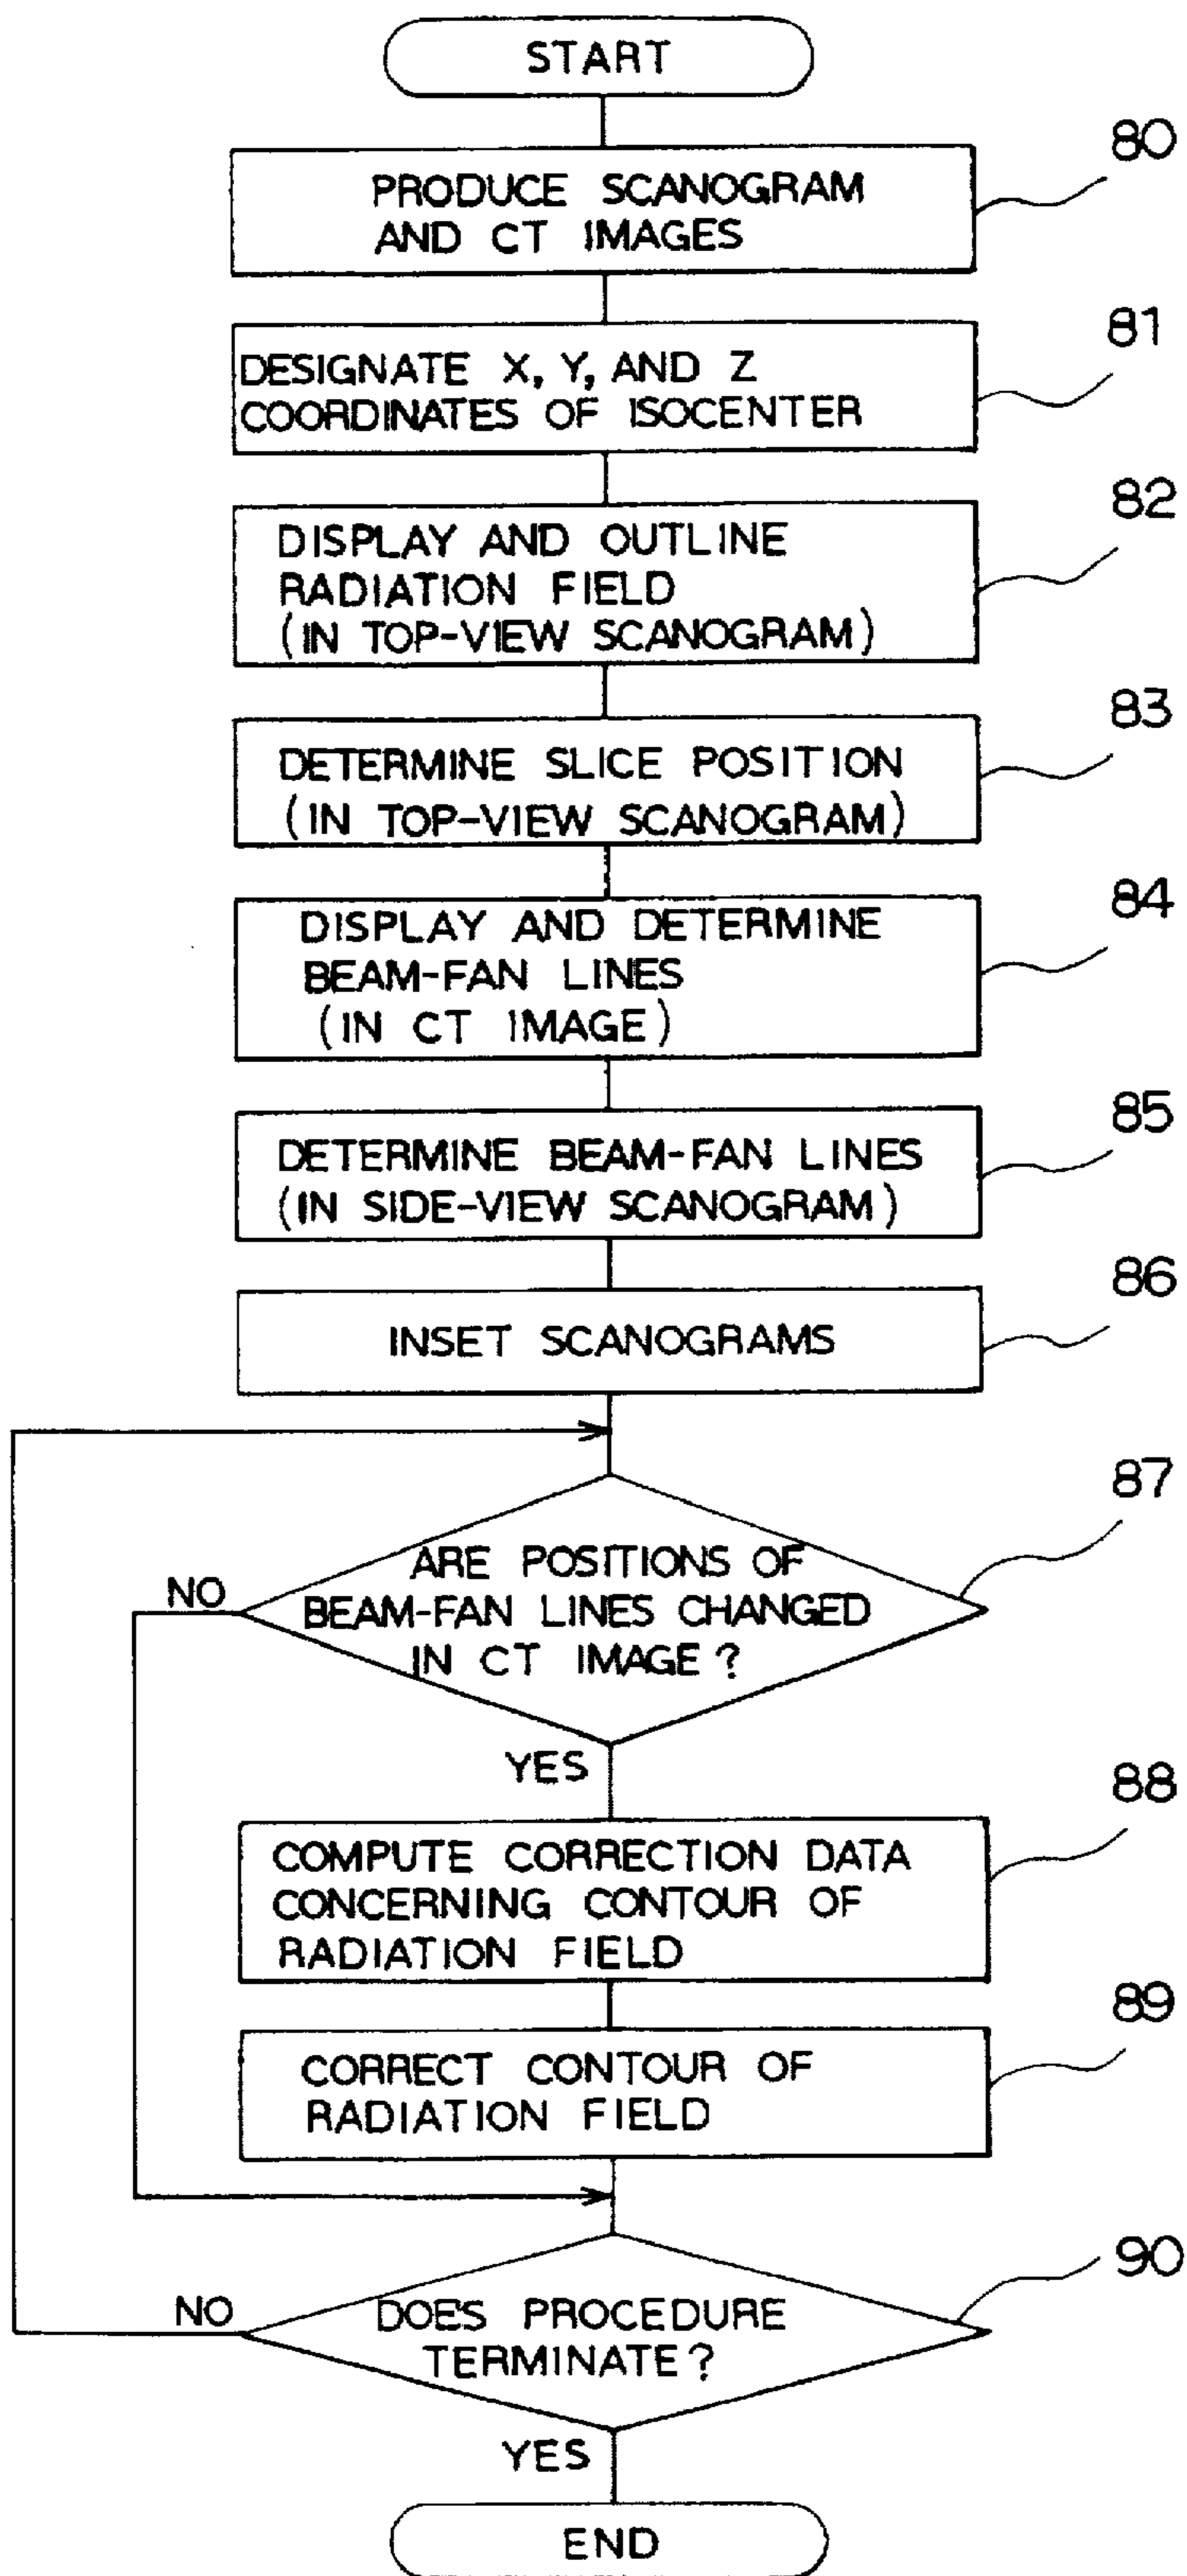 START
80
PRODUCE SCANOGRAM
AND CT IMAGES
81
DESIGNATE X, Y, AND Z
COORDINATES OF ISOCENTER
82
DISPLAY AND OUTLINE
RADIATION FIELD
(IN TOP-VIEW SCANOGRAM)
83
DETERMINE SLICE POSITION
(IN TOP-VIEW SCANOGRAM)
84
DISPLAY AND DETERMINE
BEAM-FAN LINES
(IN CT IMAGE)
85
DETERMINE BEAM-FAN LINES
(IN SIDE-VIEW SCANOGRAM)
86
INSET SCANOGRAMS
87
ARE POSITIONS OF
BEAM-FAN LINES CHANGED
IN CT IMAGE?
NO
YES
88
COMPUTE CORRECTION DATA
CONCERNING CONTOUR OF
RADIATION FIELD
89
CORRECT CONTOUR OF
RADIATION FIELD
90
DOES PROCEDURE
TERMINATE?
NO
YES
END